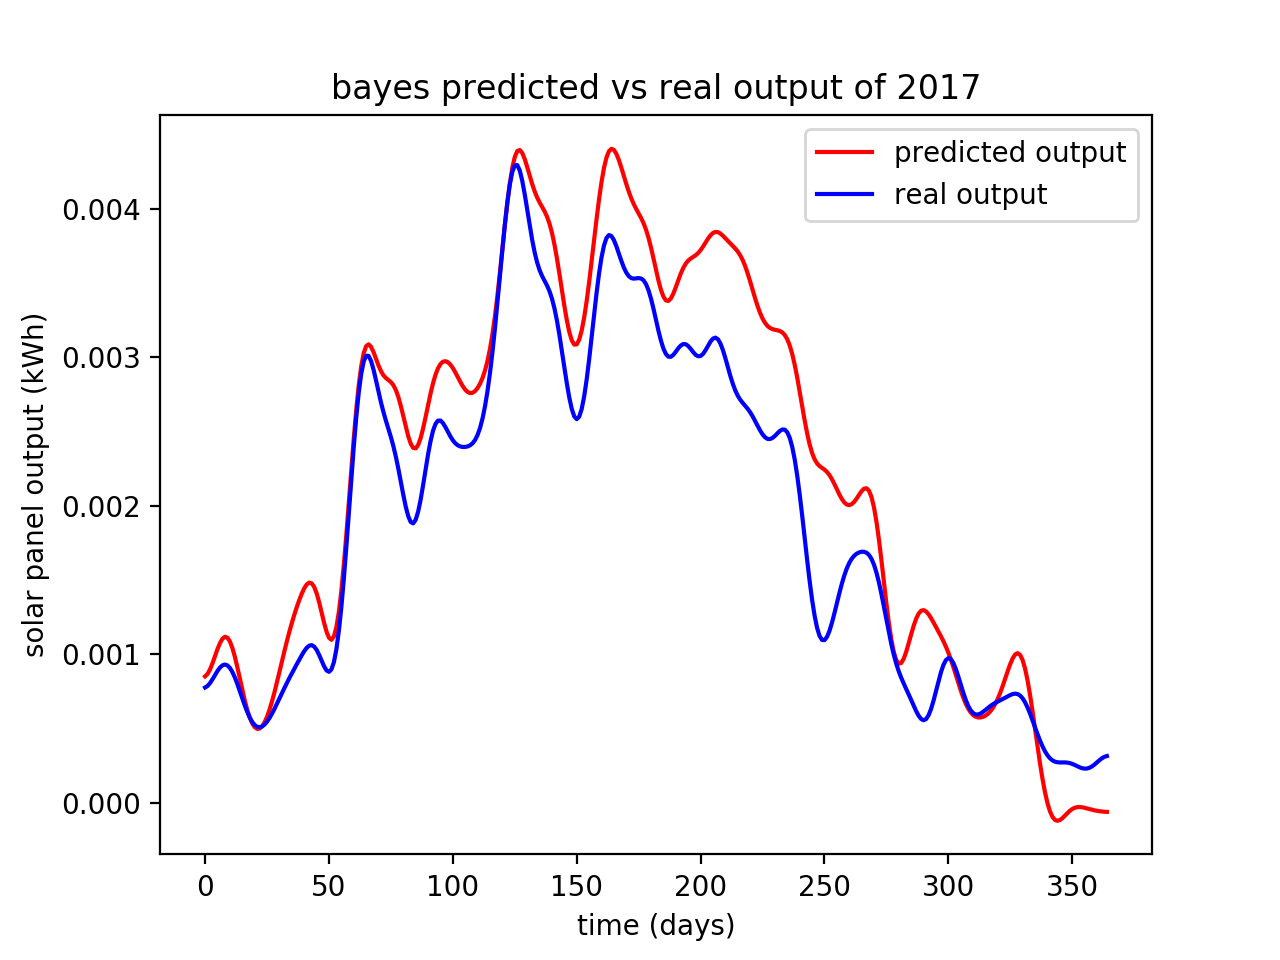 bayes predicted vs real output of 2017
predicted output
real output
solar panel output (kWh)
0.004
0.003
0.002
0.001
0.000
0 50 100 150 200 250 300 350
time (days)